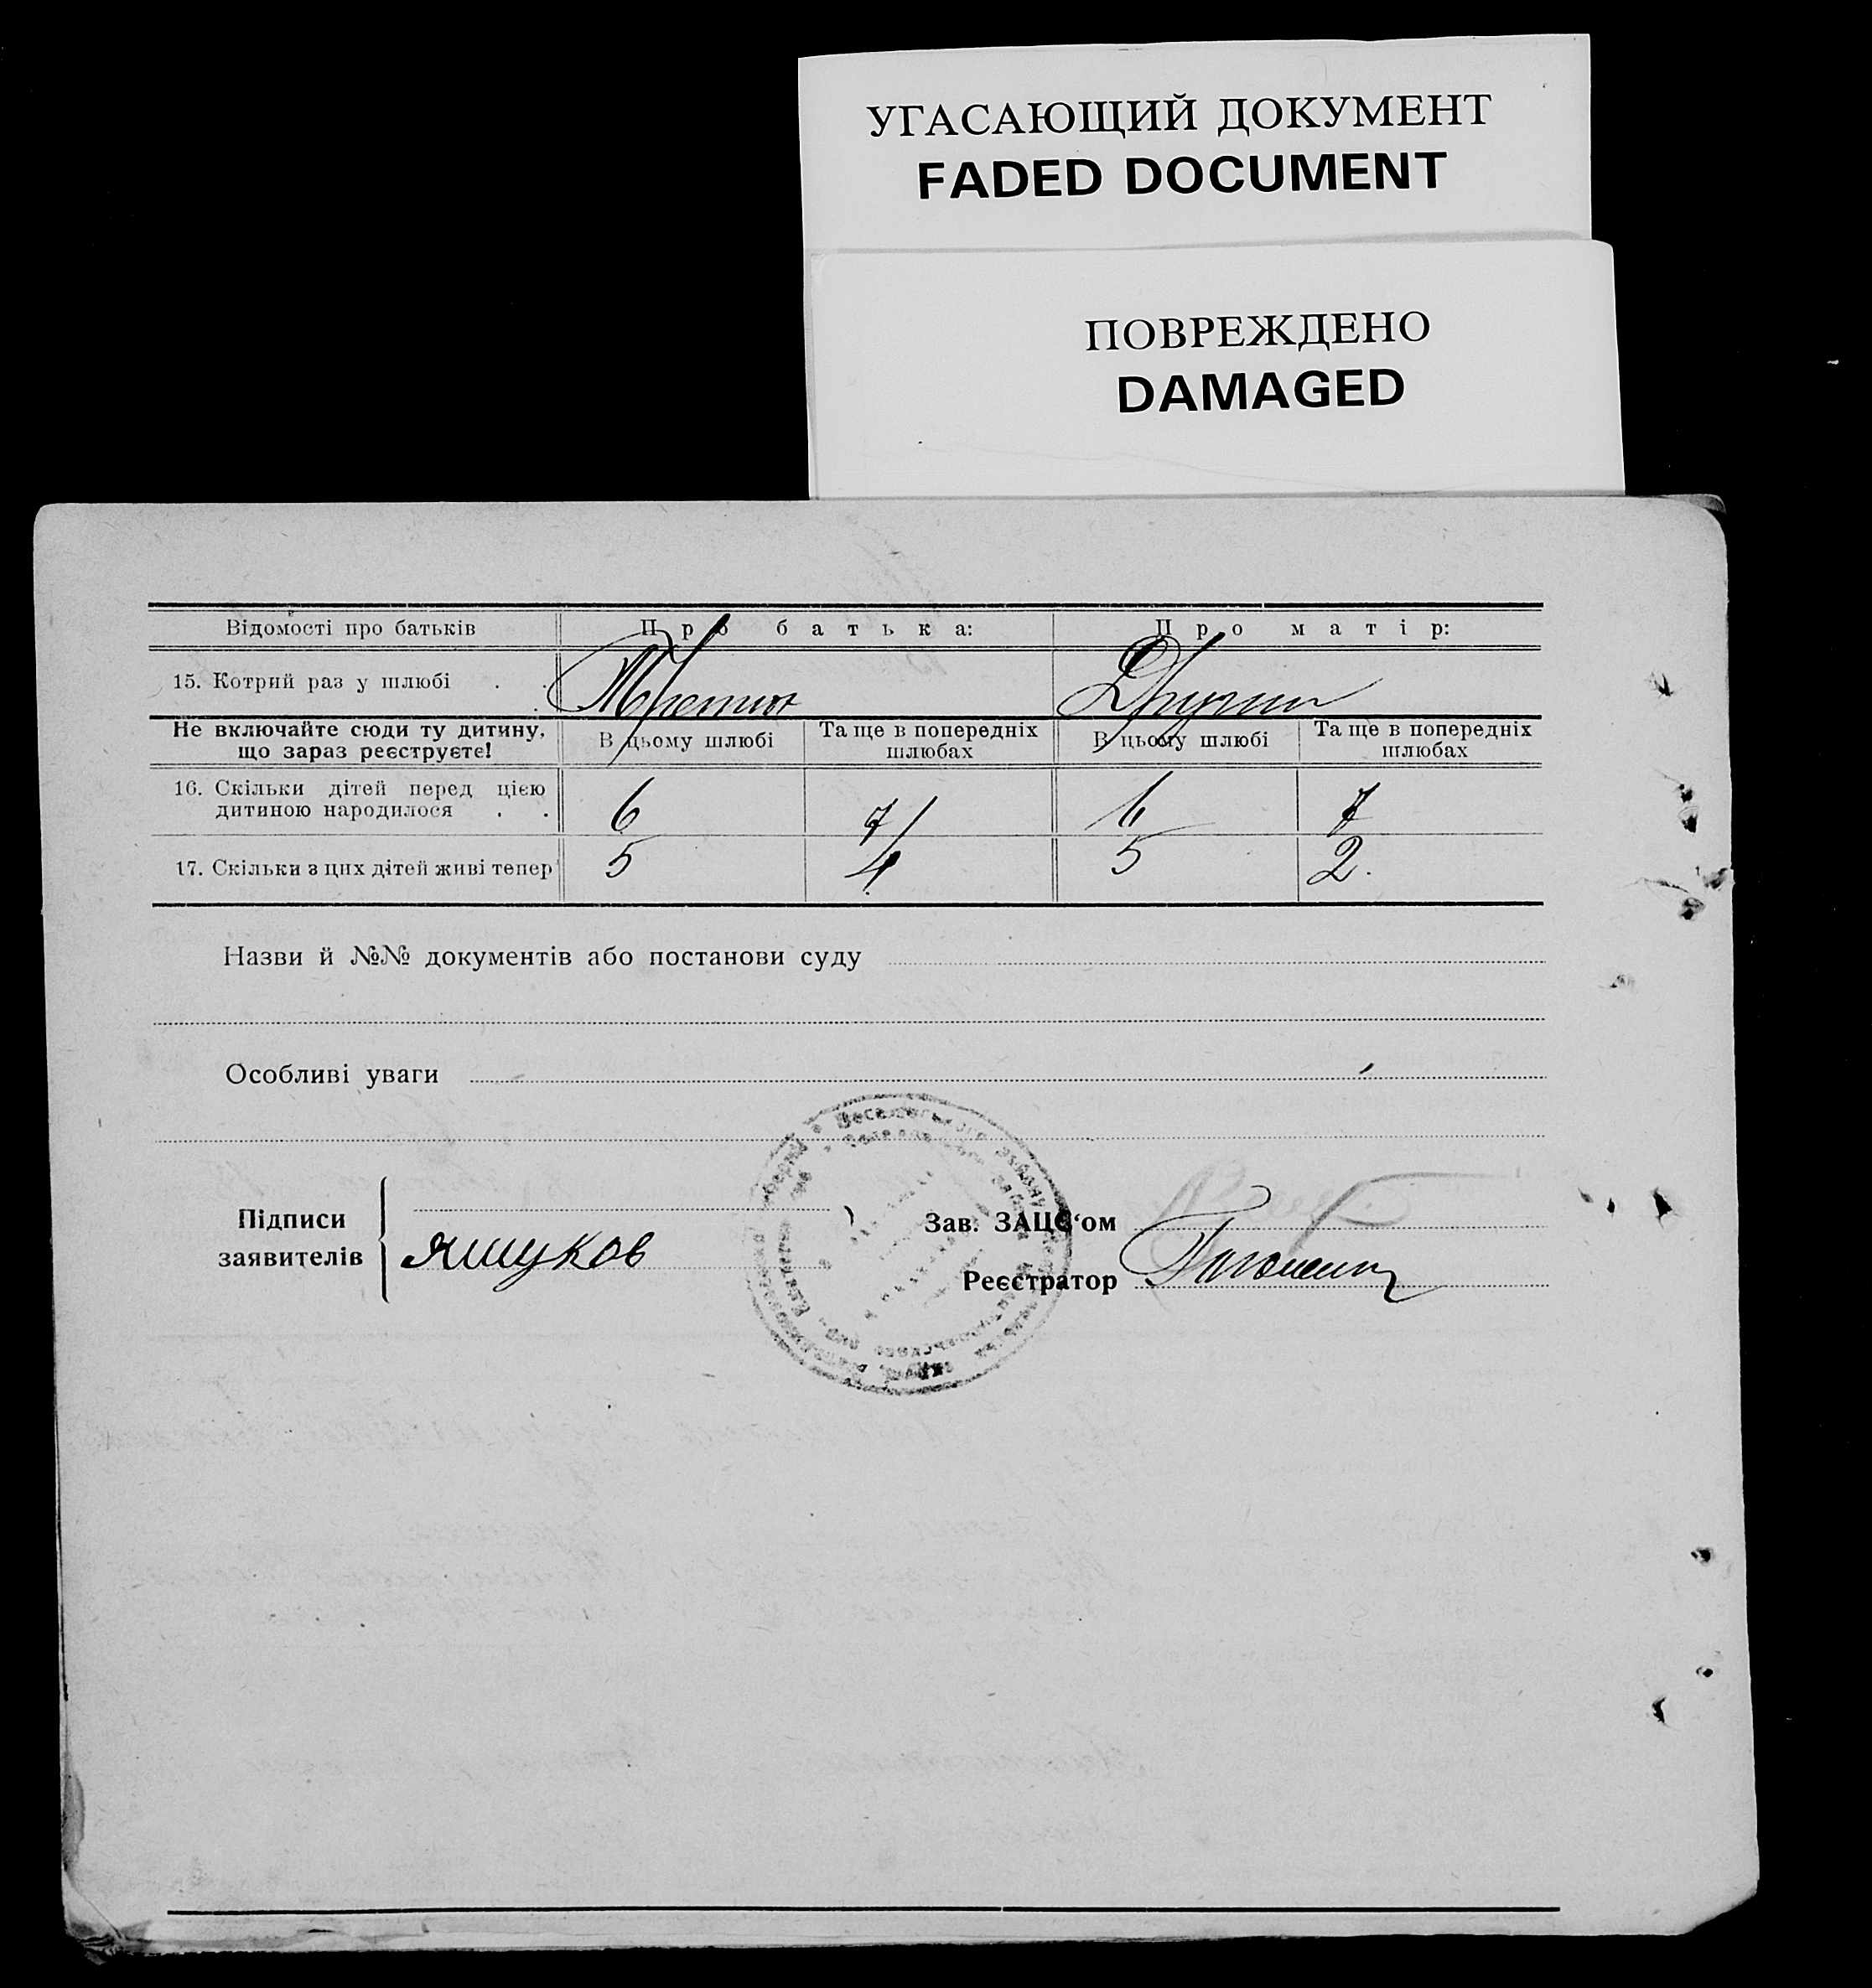 УГАСАЮЩИЙ ДОКУМЕНТ
FADED DOCUMENT
ПОВРЕЖДЕНО
DAMAGED
Відомості про батьків Про батька: Про матір:
15. Котрий раз у шлюбі . .
Не включайте сюди ту дитину, що зараз реєструєте!
В цьому шлюбі Та ще в попередніх шлюбах В цьому шлюбі Та ще в попередніх шлюбах
16. Скільки дітей перед цією
дитиною народилося . . 6 7 6 7
17. Скільки з цих дітей живі тепер 5 4 5 2.
Назви й №№ документів або постанови суду
Особливі уваги
Підписи заявителів
Яшуков
Зав. ЗАЦС‘ом
Реєстратор